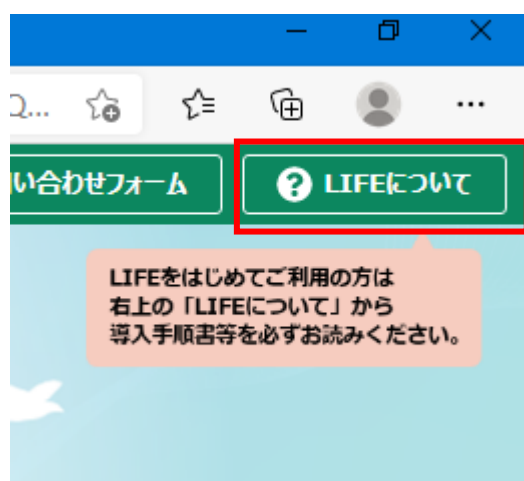 Q...
い合わせフォーム
? LIFEについて
LIFEをはじめてご利用の方は
右上の「LIFEについて」から
導入手順書等を必ずお読みください。